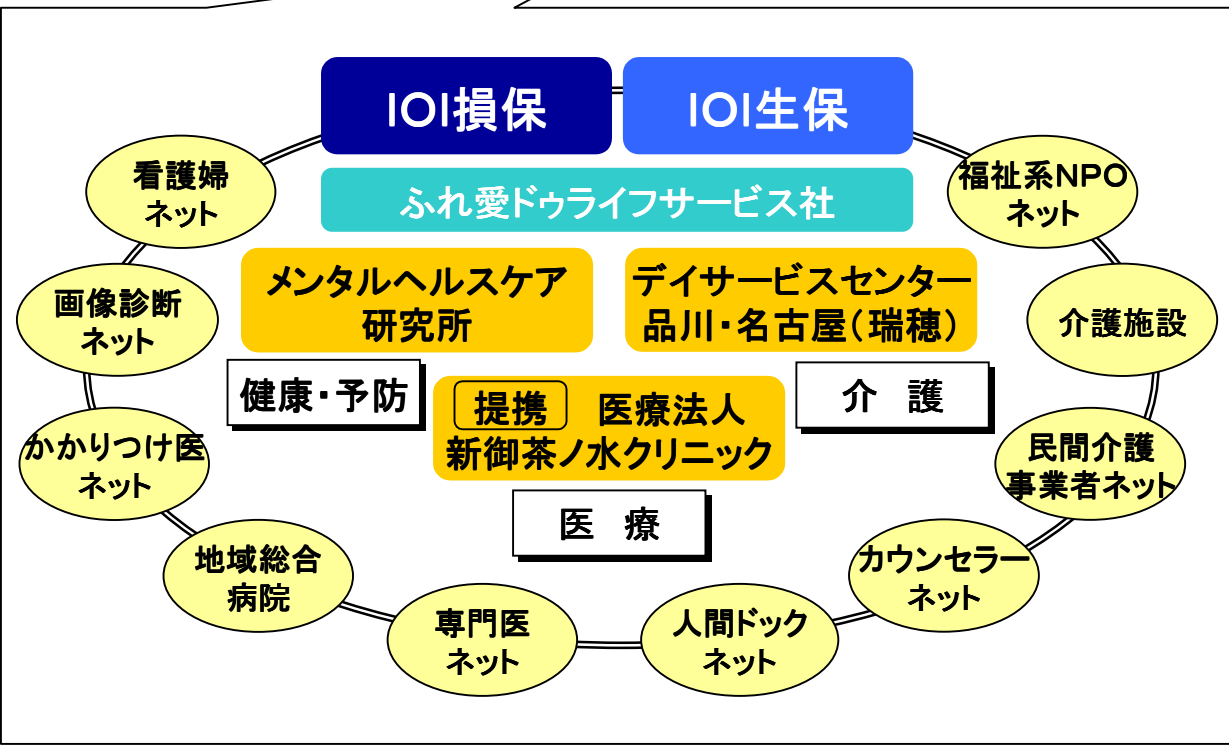 IOI損保
IOI生保
ふれ愛ドゥライフサービス社
看護婦
ネット
福祉系NPO
ネット
メンタルヘルスケア
研究所
デイサービスセンター
品川・名古屋（瑞穂）
画像診断
ネット
介護施設
健康・予防
提携 医療法人
新御茶ノ水クリニック
介 護
かかりつけ医
ネット
民間介護
事業者ネット
医 療
地域総合
病院
カウンセラー
ネット
専門医
ネット
人間ドック
ネット